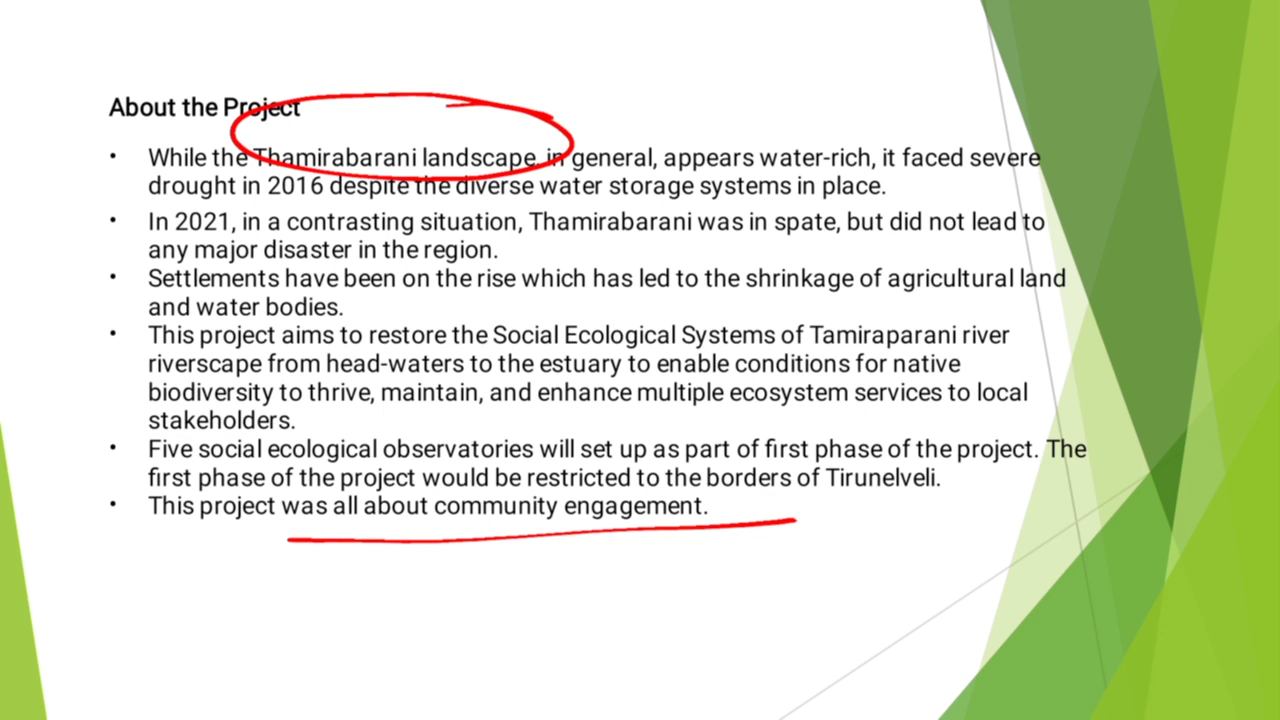 About the Project
• While the Thamirabarani landscape, in general, appears water-rich, it faced severe
drought in 2016 despite the diverse water storage systems in place.
• In 2021, in a contrasting situation, Thamirabarani was in spate, but did not lead to
any major disaster in the region.
• Settlements have been on the rise which has led to the shrinkage of agricultural land
and water bodies.
• This project aims to restore the Social Ecological Systems of Tamiraparani river
riverscape from head-waters to the estuary to enable conditions for native
biodiversity to thrive, maintain, and enhance multiple ecosystem services to local
stakeholders.
• Five social ecological observatories will set up as part of first phase of the project. The
first phase of the project would be restricted to the borders of Tirunelveli.
• This project was all about community engagement.